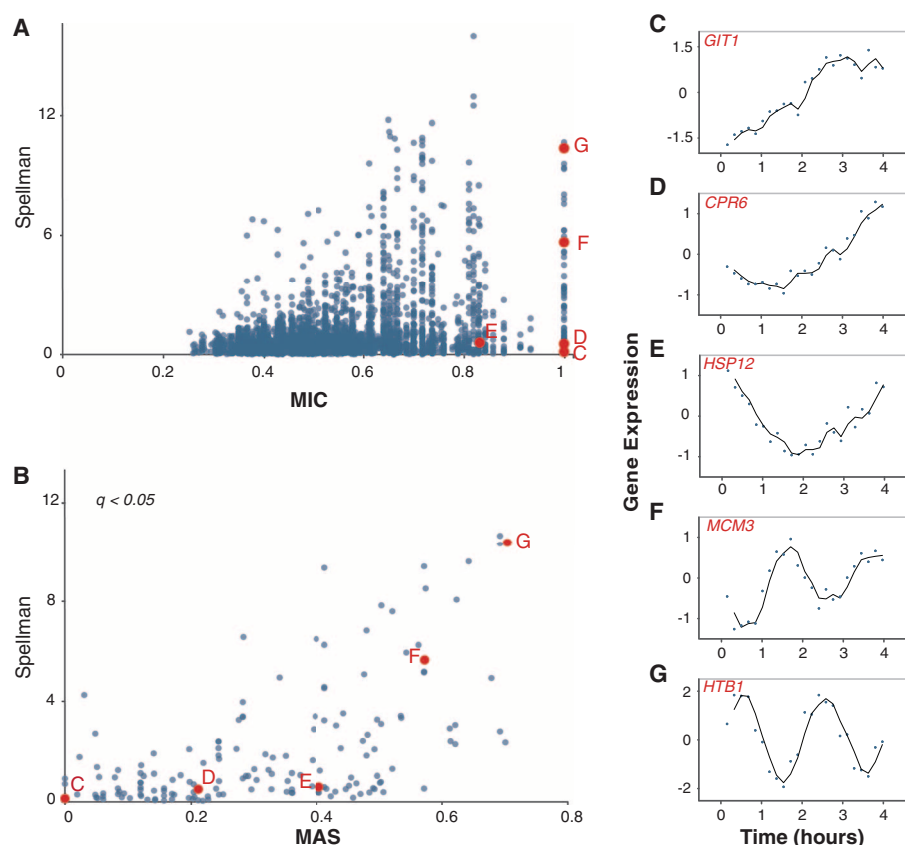 A
Spellman
12
6
0
0
0.2
0.4
0.6
0.8
1
MIC
G
F
E
D
C
B
q < 0.05
Spellman
12
8
4
0
0
0.2
0.4
0.6
0.8
MAS
C
D
E
F
G
Gene Expression
C
GIT1
1.5
0
-1.5
0 1 2 3 4
D
CPR6
1
0
-1
0 1 2 3 4
E
HSP12
1
0
-1
0 1 2 3 4
F
MCM3
1
0
-1
0 1 2 3 4
G
HTB1
2
0
-2
0 1 2 3 4
Time (hours)